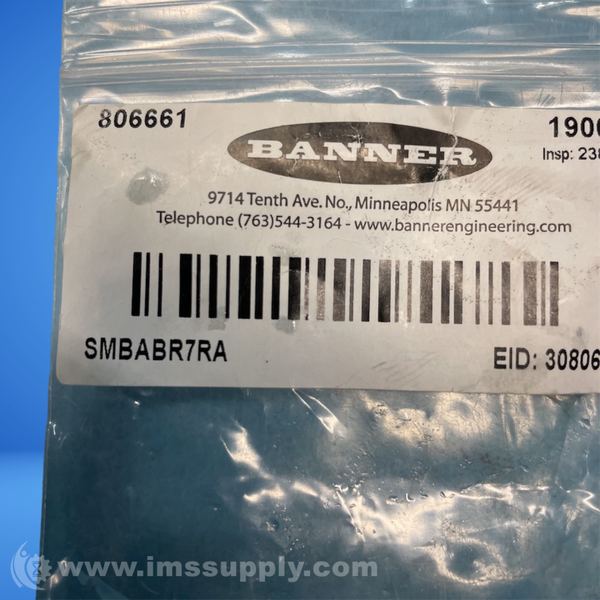 806661
BANNER
1900
Insp: 238
9714 Tenth Ave. No., Minneapolis MN 55441
Telephone (763)544-3164 - www.bannerengineering.com
SMBABR7RA
EID: 30806
www.imssupply.com